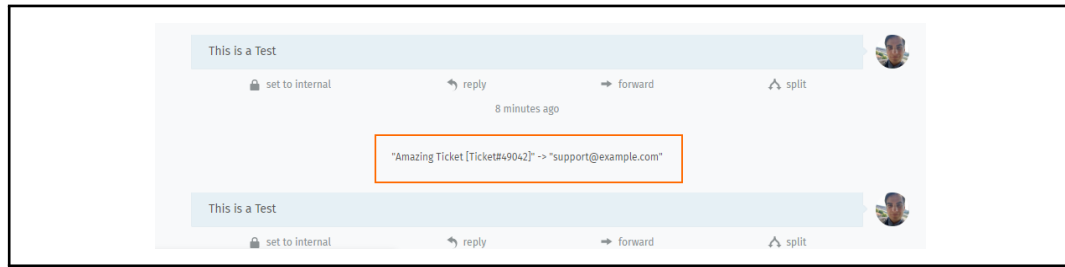 This is a Test
set to internal reply forward split
8 minutes ago
"Amazing Ticket [Ticket#49042]" -> "support@example.com"
This is a Test
set to internal reply forward split